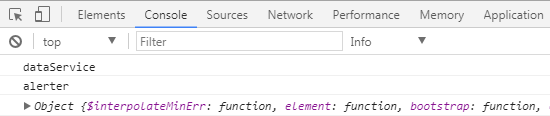 Elements Console Sources Network Performance Memory Application
top Filter Info
dataService
alerter
Object {$interpolateMinErr: function, element: function, bootstrap: function,